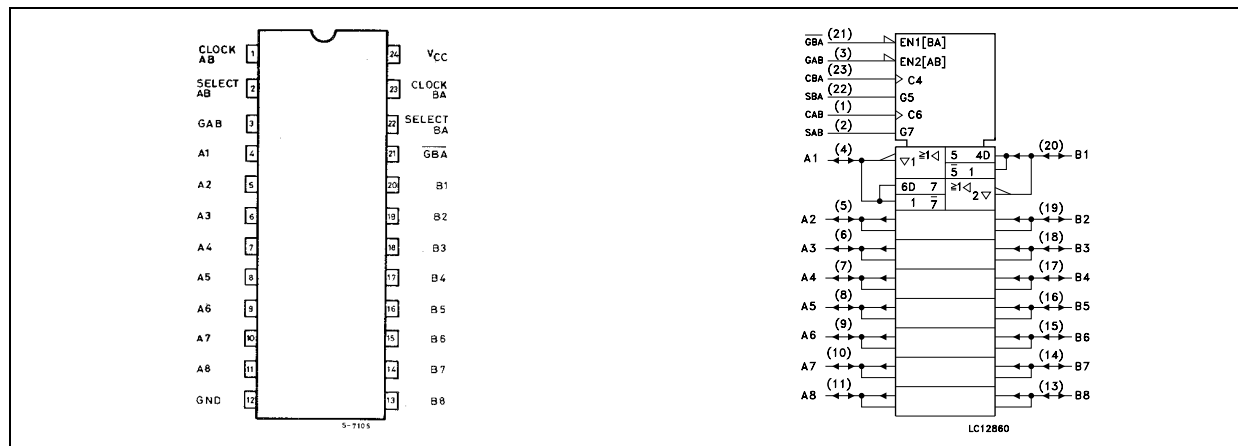 CLOCK AB 1 24 VCC
SELECT AB 2 23 CLOCK BA
GAB 3 22 SELECT BA
A1 4 21 G̅B̅A̅
A2 5 20 B1
A3 6 19 B2
A4 7 18 B3
A5 8 17 B4
A6 9 16 B5
A7 10 15 B6
A8 11 14 B7
GND 12 13 B8
S-7105
G̅B̅A̅ (21) EN1[BA]
GAB (3) EN2[AB]
CBA (23) C4
SBA (22) G5
CAB (1) C6
SAB (2) G7
A1 (4) ▽1 ≥1◁ 5 4D (20) B1
5̅ 1
6D 7 ≥1◁ 2▽
1 7̅
A2 (5) (19) B2
A3 (6) (18) B3
A4 (7) (17) B4
A5 (8) (16) B5
A6 (9) (15) B6
A7 (10) (14) B7
A8 (11) (13) B8
LC12860